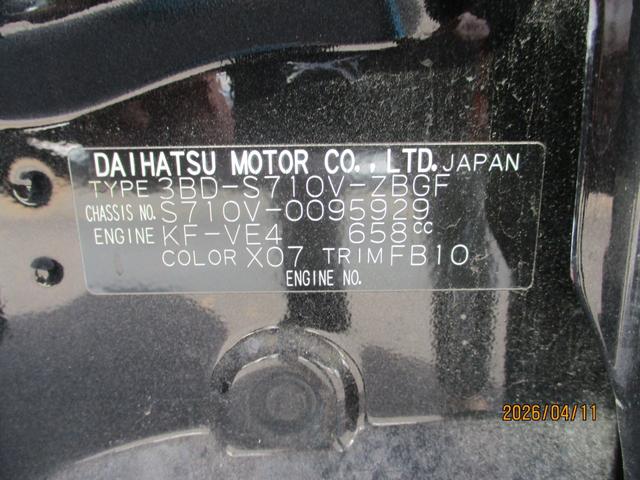 DAIHATSU MOTOR CO., LTD. JAPAN
TYPE 3BD-S710V-ZBGF
CHASSIS NO. S710V-0095929
ENGINE KF-VE4 658CC
COLOR X07 TRIM FB10
ENGINE NO.
2026/04/11